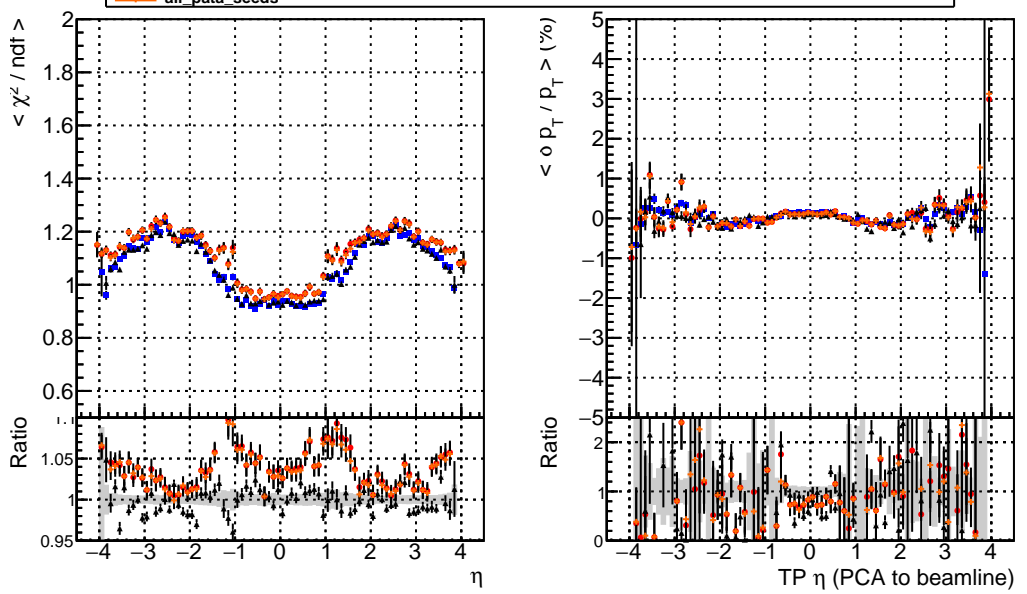 all_pata_seeds
< χ² / ndf >
2
1.8
1.6
1.4
1.2
1
0.8
0.6
Ratio
1.1
1.05
1
0.95
−4 −3 −2 −1 0 1 2 3 4
η
< δ p_T / p_T > (%)
5
4
3
2
1
0
−1
−2
−3
−4
−5
Ratio
2
1
0
−4 −3 −2 −1 0 1 2 3 4
TP η (PCA to beamline)